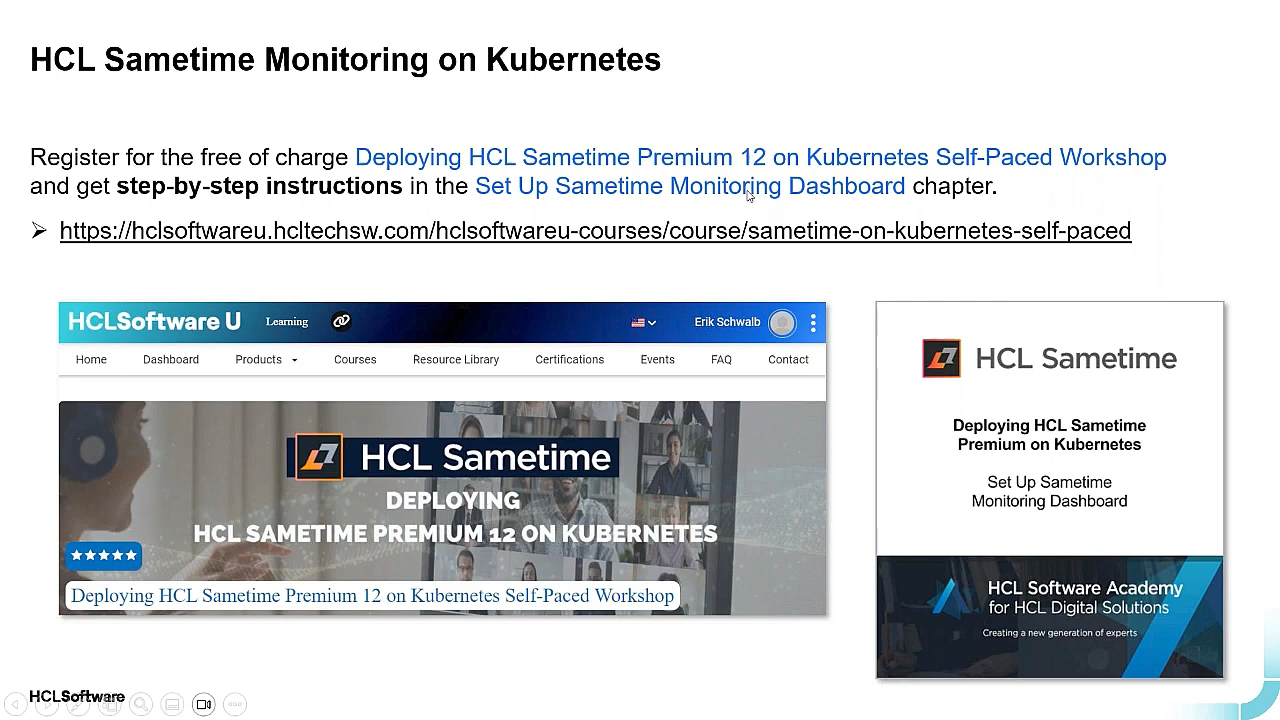 HCL Sametime Monitoring on Kubernetes
Register for the free of charge Deploying HCL Sametime Premium 12 on Kubernetes Self-Paced Workshop
and get step-by-step instructions in the Set Up Sametime Monitoring Dashboard chapter.
➢ https://hclsoftwareu.hcltechsw.com/hclsoftwareu-courses/course/sametime-on-kubernetes-self-paced
HCLSoftware U Learning Erik Schwalb
Home Dashboard Products Courses Resource Library Certifications Events FAQ Contact
HCL Sametime
DEPLOYING
HCL SAMETIME PREMIUM 12 ON KUBERNETES
Deploying HCL Sametime Premium 12 on Kubernetes Self-Paced Workshop
HCL Sametime
Deploying HCL Sametime
Premium on Kubernetes
Set Up Sametime
Monitoring Dashboard
HCL Software Academy
for HCL Digital Solutions
Creating a new generation of experts
HCLSoftware